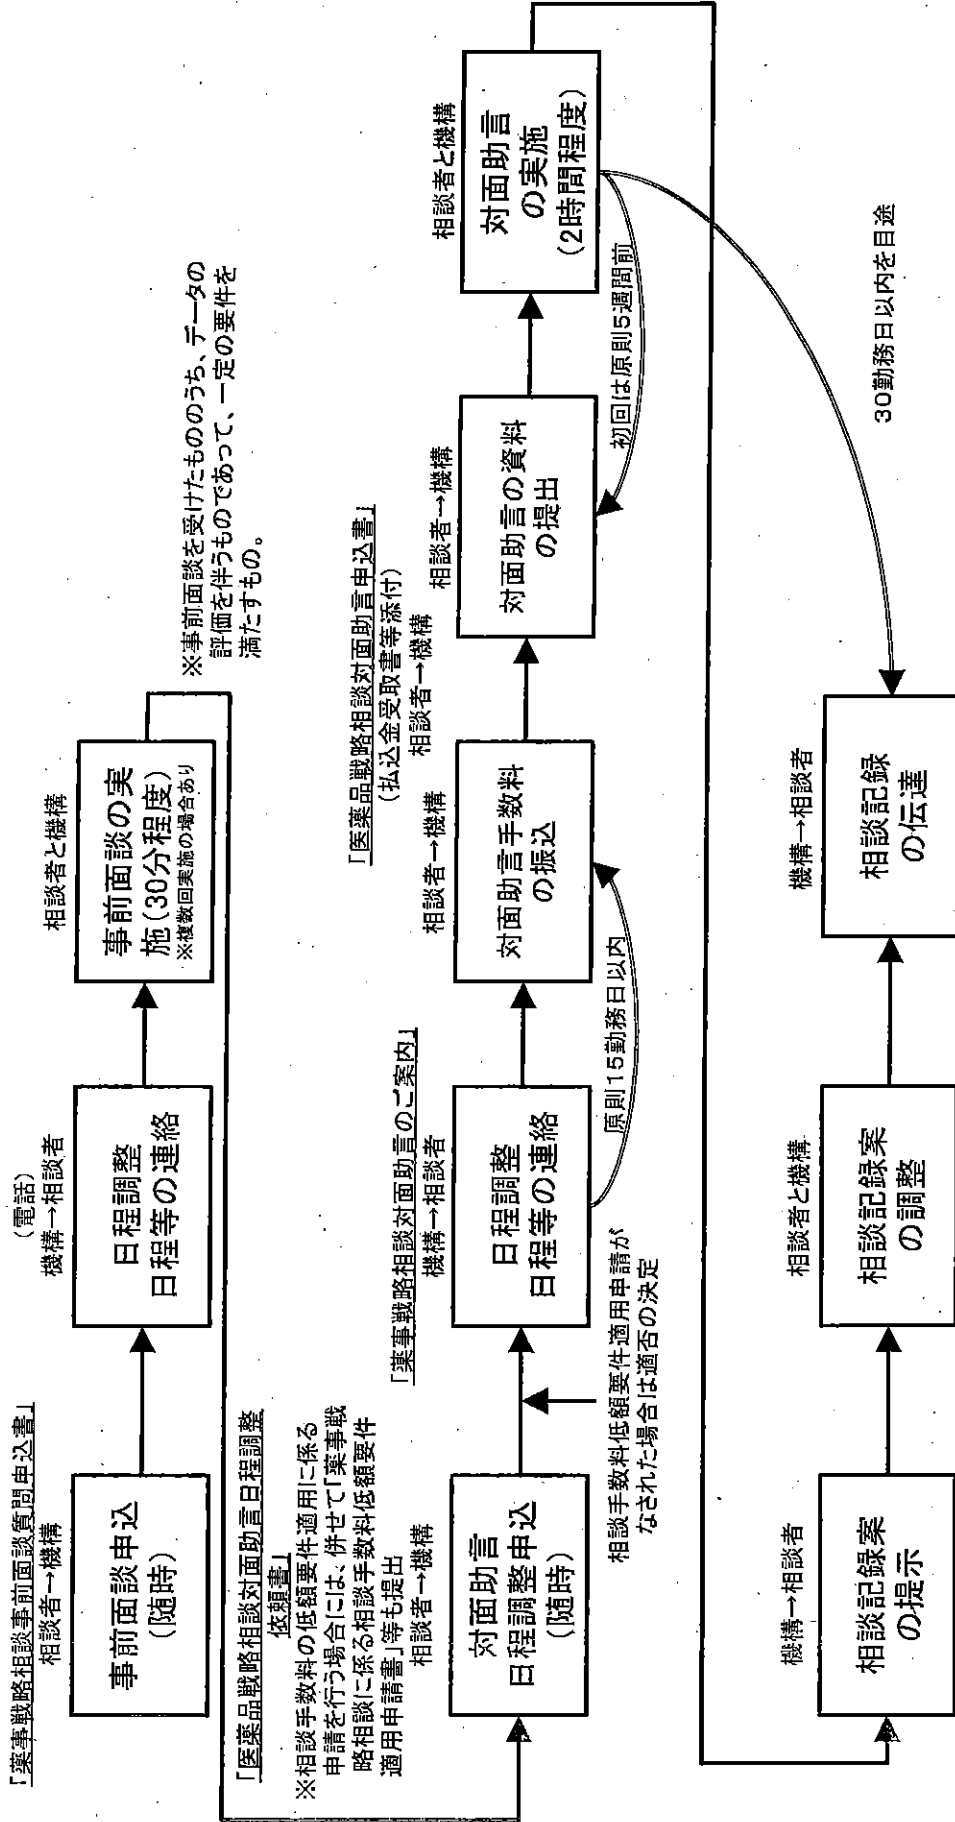 「薬事戦略相談事前面談質問申込書」
相談者→機構
事前面談申込
(随時)
(電話)
機構→相談者
日程調整
日程等の連絡
相談者と機構
事前面談の実
施(30分程度)
※複数回実施の場合あり
※事前面談を受けたもののうち、データの
評価を伴うものであって、一定の要件を
満たすもの。
「医薬品戦略相談対面助言日程調整
依頼書」
※相談手数料の低額要件適用に係る
申請を行う場合には、併せて「薬事戦
略相談に係る相談手数料低額要件
適用申請書」等も提出
相談者→機構
対面助言
日程調整申込
(随時)
相談手数料低額要件適用申請が
なされた場合は適否の決定
「薬事戦略相談対面助言のご案内」
機構→相談者
日程調整
日程等の連絡
原則15勤務日以内
「医薬品戦略相談対面助言申込書」
(払込金受取書等添付)
相談者→機構
相談者→機構
対面助言手数料
の振込
相談者→機構
対面助言の資料
の提出
初回は原則5週間前
相談者と機構
対面助言
の実施
(2時間程度)
機構→相談者
相談記録案
の提示
相談者と機構
相談記録案
の調整
機構→相談者
相談記録
の伝達
30勤務日以内を目途